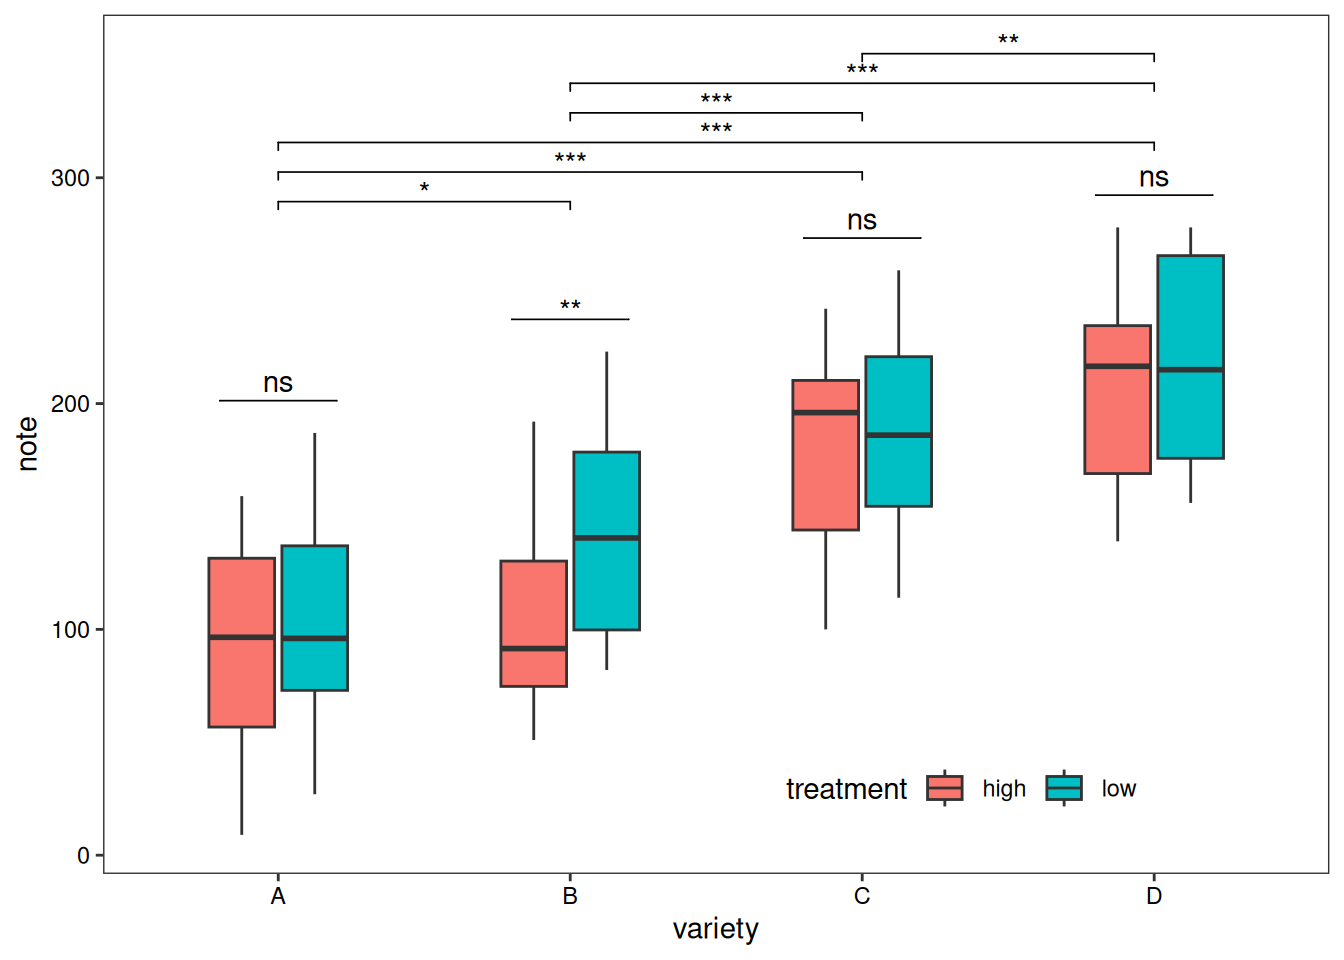 **
***
***
***
***
*
300
ns
ns
**
200
ns
note
100
treatment high low
0
A B C D
variety